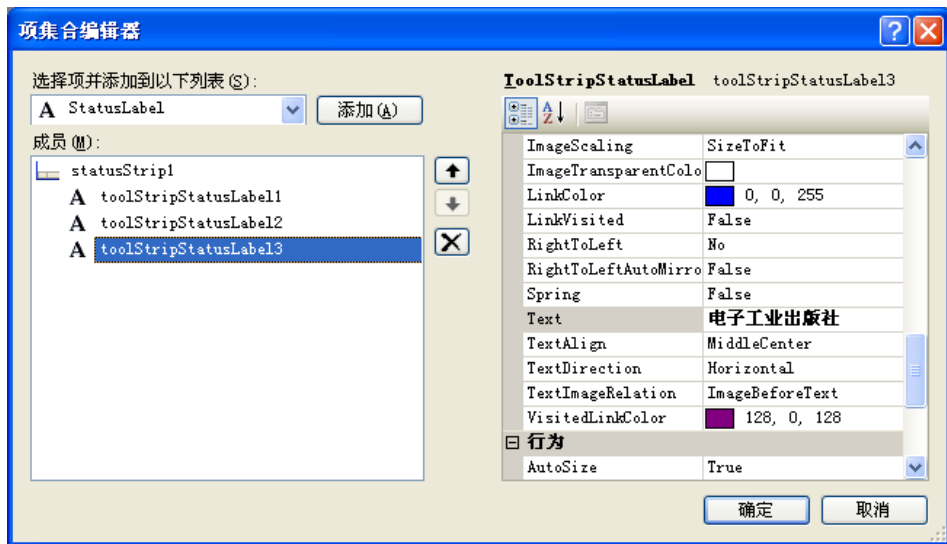 项集合编辑器
选择项并添加到以下列表(S):
A StatusLabel
添加(A)
成员(M):
statusStrip1
A toolStripStatusLabel1
A toolStripStatusLabel2
A toolStripStatusLabel3
ToolStripStatusLabel toolStripStatusLabel3
ImageScaling SizeToFit
ImageTransparentColo
LinkColor 0, 0, 255
LinkVisited False
RightToLeft No
RightToLeftAutoMirro False
Spring False
Text 电子工业出版社
TextAlign MiddleCenter
TextDirection Horizontal
TextImageRelation ImageBeforeText
VisitedLinkColor 128, 0, 128
行为
AutoSize True
确定 取消